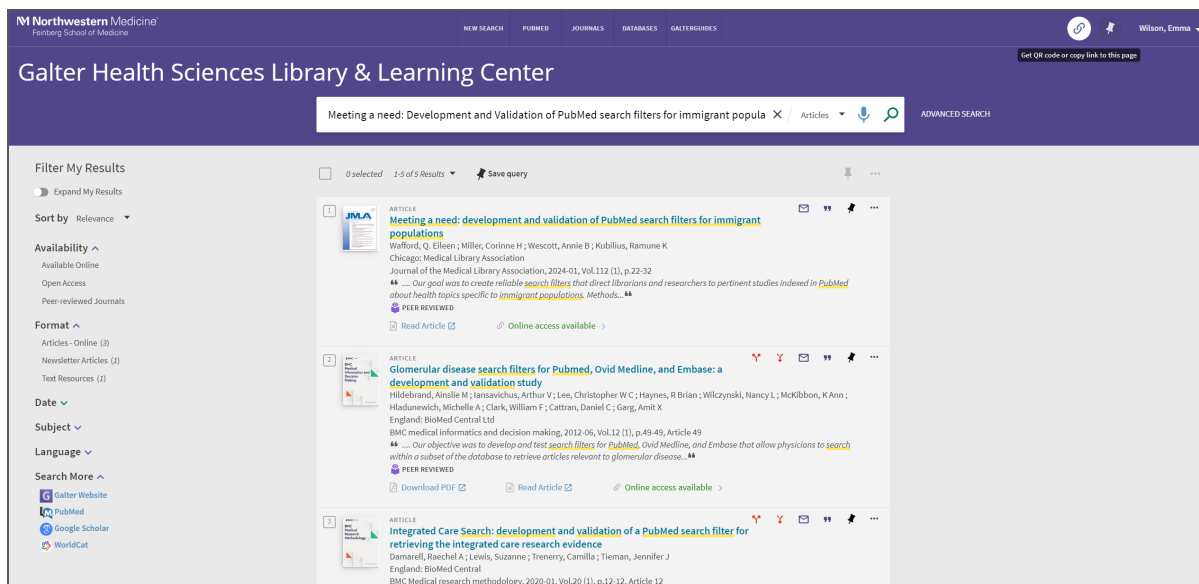 Northwestern Medicine®
Feinberg School of Medicine
NEW SEARCH PUBMED JOURNALS DATABASES GALTERGUIDES
Wilson, Emma
Get QR code or copy link to this page
Galter Health Sciences Library & Learning Center
Meeting a need: Development and Validation of PubMed search filters for immigrant popula
Articles
ADVANCED SEARCH
Filter My Results
Expand My Results
Sort by Relevance
Availability
Available Online
Open Access
Peer-reviewed Journals
Format
Articles - Online (3)
Newsletter Articles (1)
Text Resources (1)
Date
Subject
Language
Search More
Galter Website
PubMed
Google Scholar
WorldCat
0 selected 1-5 of 5 Results Save query
1
JMLA
ARTICLE
Meeting a need: development and validation of PubMed search filters for immigrant
populations
Wafford, Q. Eileen ; Miller, Corinne H ; Wescott, Annie B ; Kubilius, Ramune K
Chicago: Medical Library Association
Journal of the Medical Library Association, 2024-01, Vol.112 (1), p.22-32
❝ .... Our goal was to create reliable search filters that direct librarians and researchers to pertinent studies indexed in PubMed
about health topics specific to immigrant populations. Methods...❝
PEER REVIEWED
Read Article Online access available
2
BMC
Medical
Informatics and
Decision
Making
ARTICLE
Glomerular disease search filters for Pubmed, Ovid Medline, and Embase: a
development and validation study
Hildebrand, Ainslie M ; Iansavichus, Arthur V ; Lee, Christopher W C ; Haynes, R Brian ; Wilczynski, Nancy L ; McKibbon, K Ann ;
Hladunewich, Michelle A ; Clark, William F ; Cattran, Daniel C ; Garg, Amit X
England: BioMed Central Ltd
BMC medical informatics and decision making, 2012-06, Vol.12 (1), p.49-49, Article 49
❝ .... Our objective was to develop and test search filters for PubMed, Ovid Medline, and Embase that allow physicians to search
within a subset of the database to retrieve articles relevant to glomerular disease...❝
PEER REVIEWED
Download PDF Read Article Online access available
3
BMC
Medical
Research
Methodology
ARTICLE
Integrated Care Search: development and validation of a PubMed search filter for
retrieving the integrated care research evidence
Damarell, Raechel A ; Lewis, Suzanne ; Trenerry, Camilla ; Tieman, Jennifer J
England: BioMed Central
BMC Medical research methodology, 2020-01, Vol.20 (1), p.12-12, Article 12